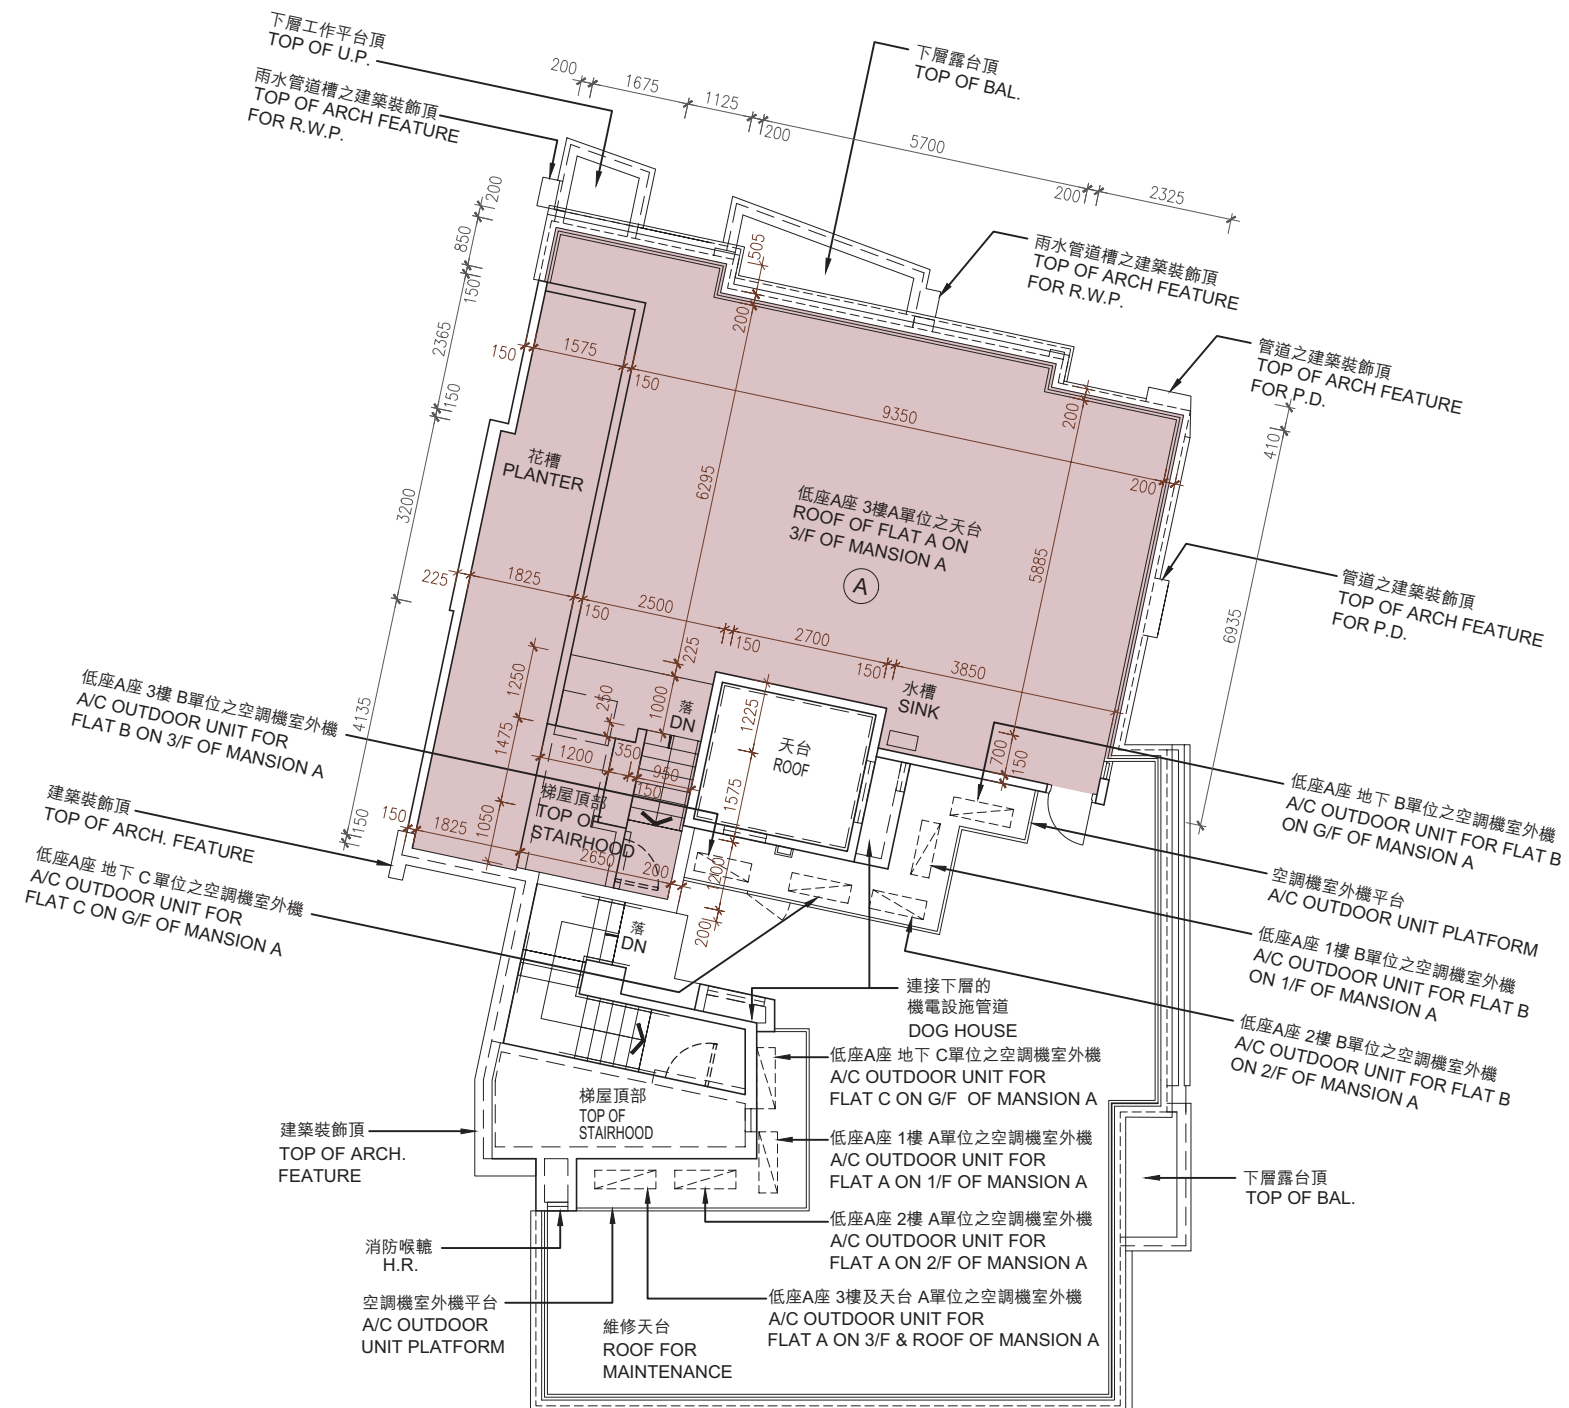 下層工作平台頂
TOP OF U.P.
雨水管道槽之建築裝飾頂
TOP OF ARCH FEATURE
FOR R.W.P.
200
1675
1125
200
5700
200
2325
下層露台頂
TOP OF BAL.
雨水管道槽之建築裝飾頂
TOP OF ARCH FEATURE
FOR R.W.P.
管道之建築裝飾頂
TOP OF ARCH FEATURE
FOR P.D.
管道之建築裝飾頂
TOP OF ARCH FEATURE
FOR P.D.
200
850
150
2365
150
3200
4135
150
410
6935
505
200
150
1575
150
9350
200
200
花槽
PLANTER
6295
5885
低座A座 3樓A單位之天台
ROOF OF FLAT A ON
3/F OF MANSION A
A
225
1825
150
2500
150
2700
150
3850
225
1000
1250
1475
1050
250
1200
350
950
150
落
DN
水槽
SINK
天台
ROOF
1225
1575
1200
200
700
150
梯屋頂部
TOP OF
STAIRHOOD
150
1825
2650
200
低座A座 3樓 B單位之空調機室外機
A/C OUTDOOR UNIT FOR
FLAT B ON 3/F OF MANSION A
建築裝飾頂
TOP OF ARCH. FEATURE
低座A座 地下 C單位之空調機室外機
A/C OUTDOOR UNIT FOR
FLAT C ON G/F OF MANSION A
低座A座 地下 B單位之空調機室外機
A/C OUTDOOR UNIT FOR FLAT B
ON G/F OF MANSION A
空調機室外機平台
A/C OUTDOOR UNIT PLATFORM
低座A座 1樓 B單位之空調機室外機
A/C OUTDOOR UNIT FOR FLAT B
ON 1/F OF MANSION A
低座A座 2樓 B單位之空調機室外機
A/C OUTDOOR UNIT FOR FLAT B
ON 2/F OF MANSION A
落
DN
連接下層的
機電設施管道
DOG HOUSE
低座A座 地下 C單位之空調機室外機
A/C OUTDOOR UNIT FOR
FLAT C ON G/F OF MANSION A
梯屋頂部
TOP OF
STAIRHOOD
建築裝飾頂
TOP OF ARCH.
FEATURE
低座A座 1樓 A單位之空調機室外機
A/C OUTDOOR UNIT FOR
FLAT A ON 1/F OF MANSION A
下層露台頂
TOP OF BAL.
低座A座 2樓 A單位之空調機室外機
A/C OUTDOOR UNIT FOR
FLAT A ON 2/F OF MANSION A
消防喉轆
H.R.
空調機室外機平台
A/C OUTDOOR
UNIT PLATFORM
低座A座 3樓及天台 A單位之空調機室外機
A/C OUTDOOR UNIT FOR
FLAT A ON 3/F & ROOF OF MANSION A
維修天台
ROOF FOR
MAINTENANCE